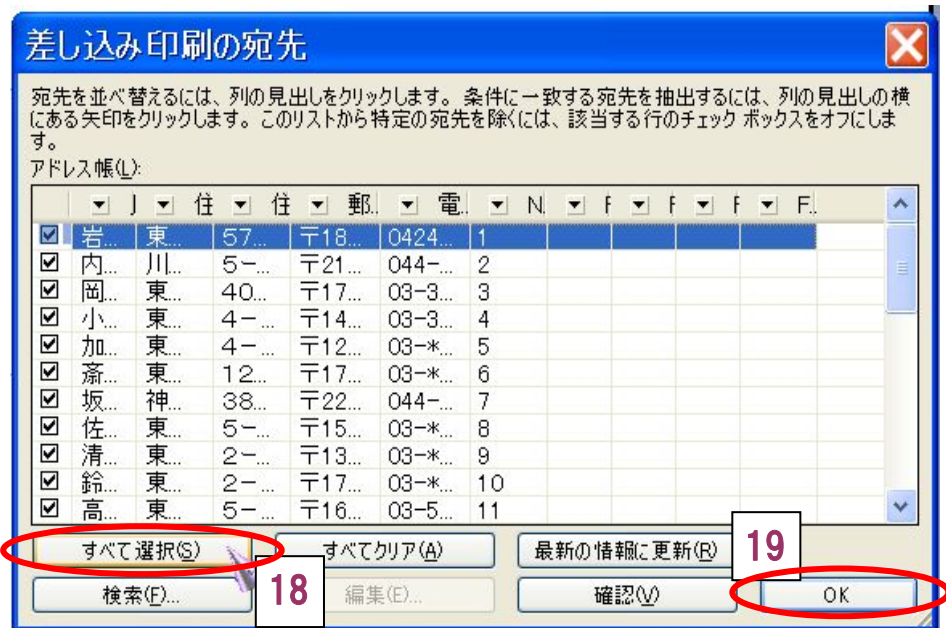 差し込み印刷の宛先
宛先を並べ替えるには、列の見出しをクリックします。条件に一致する宛先を抽出するには、列の見出しの横
にある矢印をクリックします。このリストから特定の宛先を除くには、該当する行のチェック ボックスをオフにしま
す。
アドレス帳(L):
住 住 郵.. 電.. N. F..
岩... 東... 57... 〒18... 0424... 1
内... 川... 5-... 〒21... 044-... 2
岡... 東... 40... 〒17... 03-3... 3
小... 東... 4-... 〒14... 03-3... 4
加... 東... 4-... 〒12... 03-*... 5
斎... 東... 12... 〒17... 03-*... 6
坂... 神... 38... 〒22... 044-... 7
佐... 東... 5-... 〒15... 03-*... 8
清... 東... 2-... 〒13... 03-*... 9
鈴... 東... 2-... 〒17... 03-*... 10
高... 東... 5-... 〒16... 03-5... 11
すべて選択(S) すべてクリア(A) 最新の情報に更新(R) 19
検索(F)... 18 編集(E)... 確認(V) OK